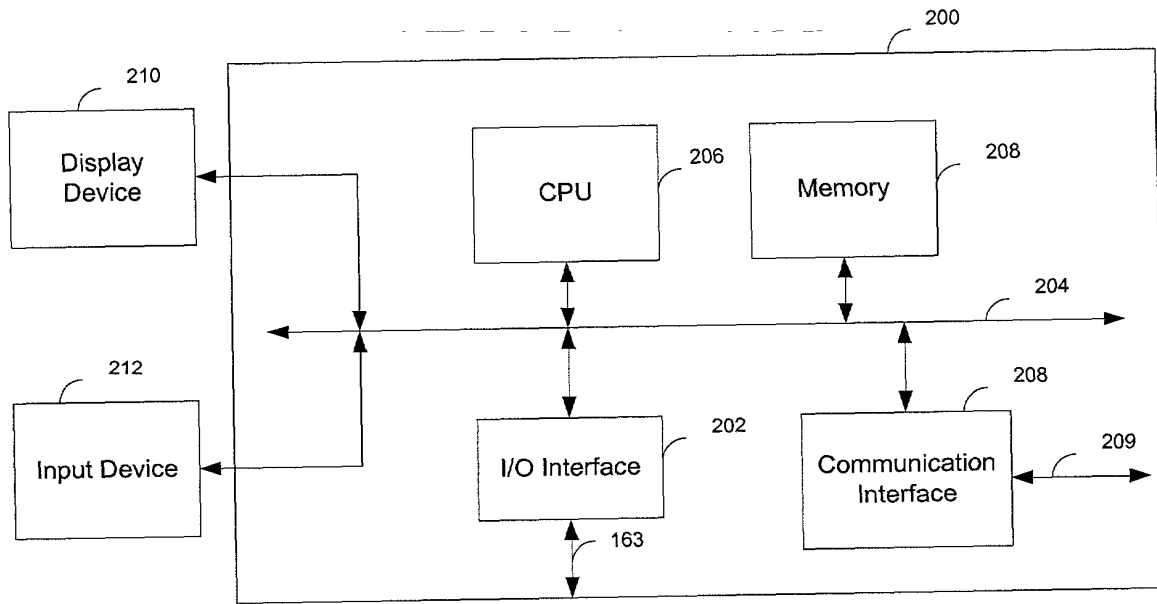 200
210
Display
Device
CPU
206
Memory
208
204
212
Input Device
I/O Interface
202
208
Communication
Interface
209
163